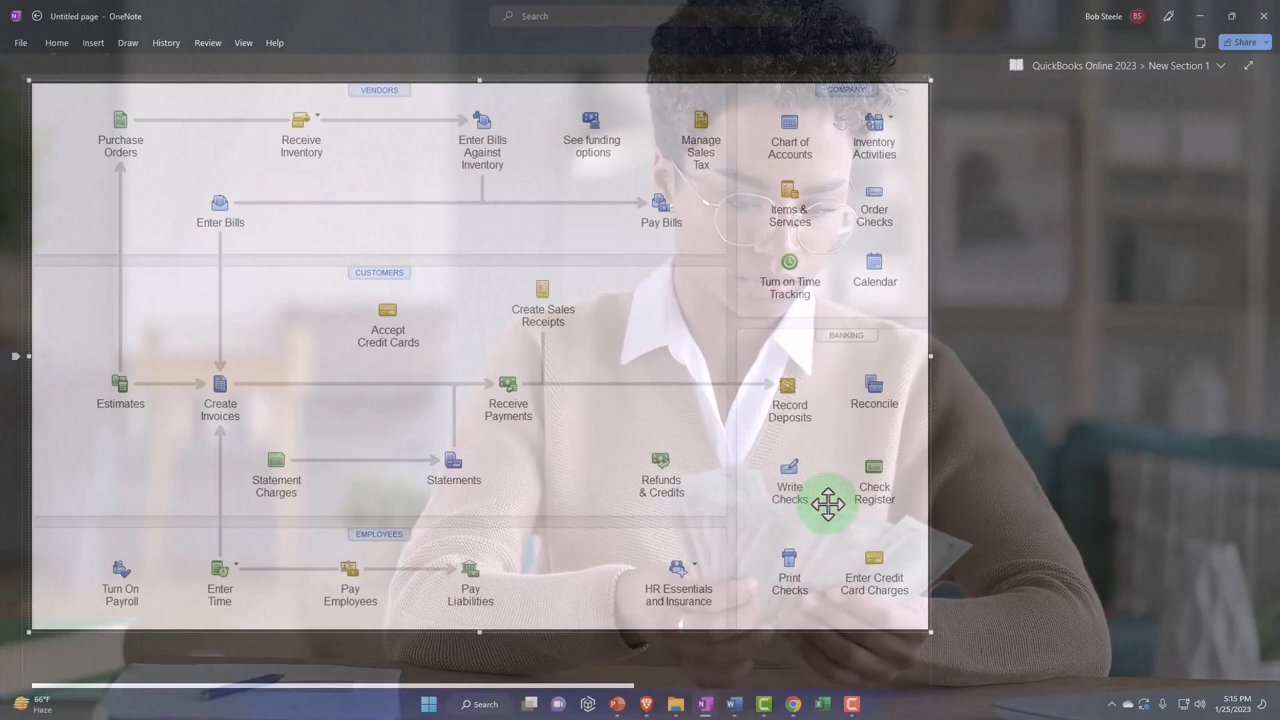 Untitled page - OneNote
Search
Bob Steele
BS
File
Home
Insert
Draw
History
Review
View
Help
Share
QuickBooks Online 2023 > New Section 1
VENDORS
Purchase
Orders
Receive
Inventory
Enter Bills
Against
Inventory
See funding
options
Manage
Sales
Tax
Enter Bills
Pay Bills
COMPANY
Chart of
Accounts
Inventory
Activities
Items &
Services
Order
Checks
Turn on Time
Tracking
Calendar
CUSTOMERS
Accept
Credit Cards
Create Sales
Receipts
Estimates
Create
Invoices
Receive
Payments
Statement
Charges
Statements
Refunds
& Credits
BANKING
Record
Deposits
Reconcile
Write
Checks
Check
Register
Print
Checks
Enter Credit
Card Charges
EMPLOYEES
Turn On
Payroll
Enter
Time
Pay
Employees
Pay
Liabilities
HR Essentials
and Insurance
66°F
Haze
Search
5:15 PM
1/25/2023